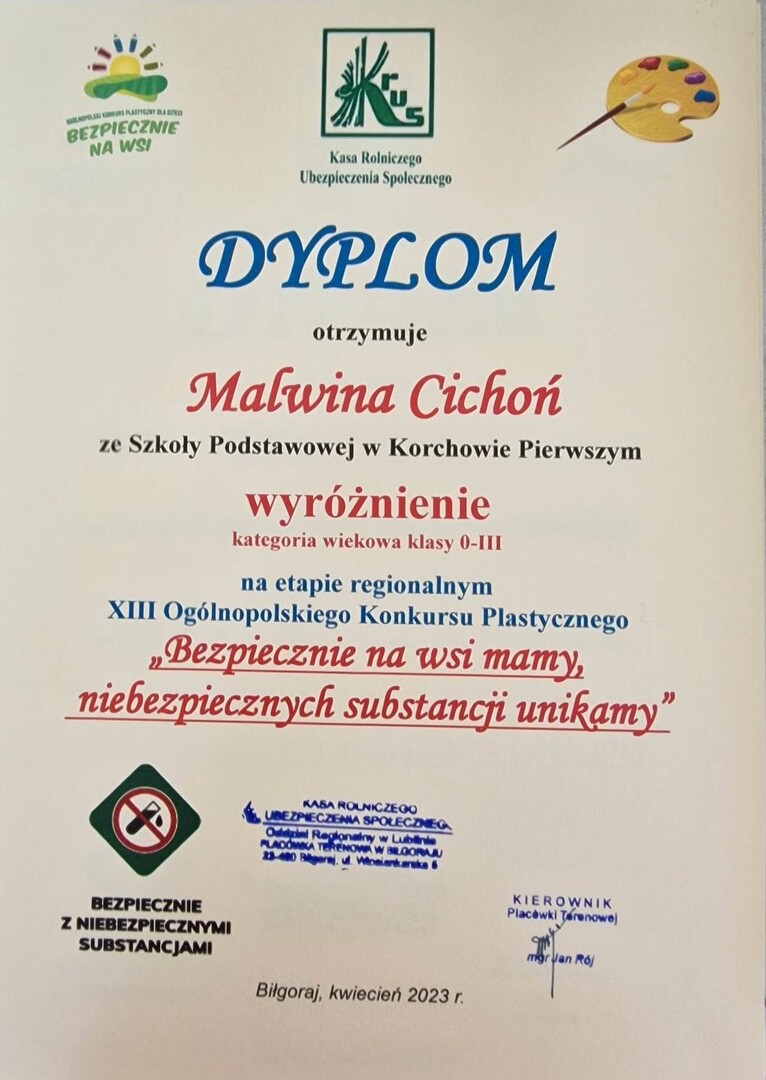 OGÓLNOPOLSKI KONKURS PLASTYCZNY DLA DZIECI
BEZPIECZNIE
NA WSI
Krus
Kasa Rolniczego
Ubezpieczenia Społecznego
DYPLOM
otrzymuje
Malwina Cichoń
ze Szkoły Podstawowej w Korchowie Pierwszym
wyróżnienie
kategoria wiekowa klasy 0-III
na etapie regionalnym
XIII Ogólnopolskiego Konkursu Plastycznego
„Bezpiecznie na wsi mamy,
niebezpiecznych substancji unikamy”
KASA ROLNICZEGO
UBEZPIECZENIA SPOŁECZNEGO
Oddział Regionalny w Lublinie
PLACÓWKA TERENOWA W BIŁGORAJU
23-400 Biłgoraj, ul. Włosiankarska 6
BEZPIECZNIE
Z NIEBEZPIECZNYMI
SUBSTANCJAMI
KIEROWNIK
Placówki Terenowej
mgr Jan Rój
Biłgoraj, kwiecień 2023 r.